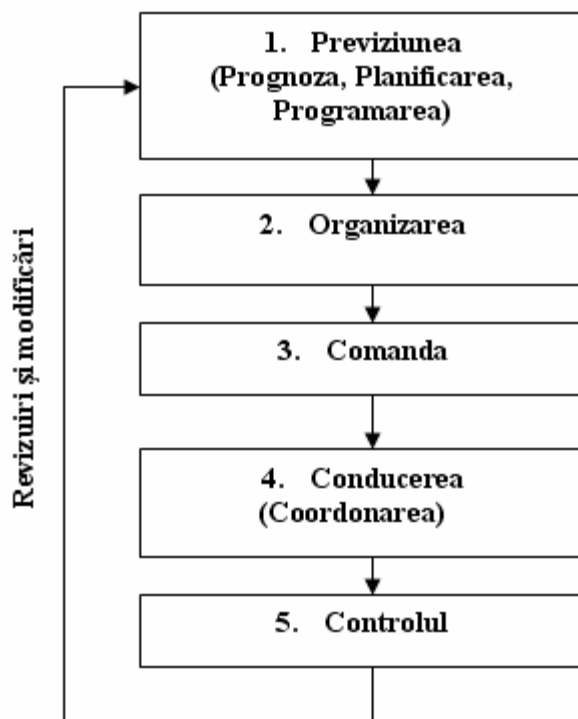 1. Previziunea
(Prognoza, Planificarea,
Programarea)
2. Organizarea
3. Comanda
4. Conducerea
(Coordonarea)
5. Controlul
Revizuiri și modificări